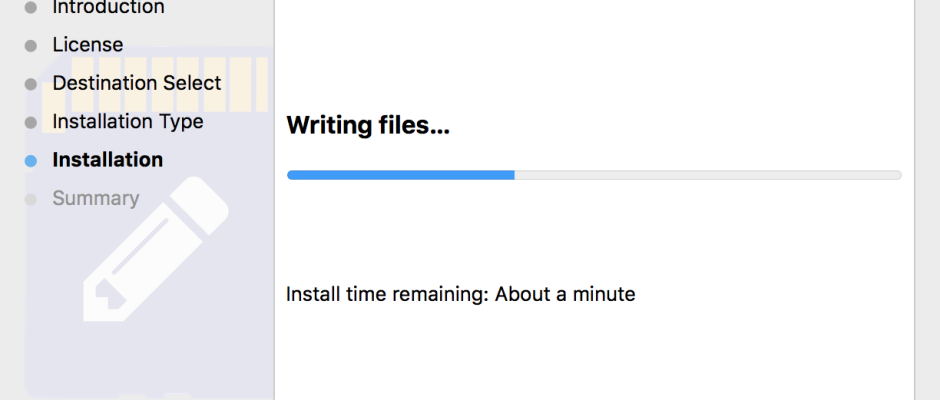 Introduction
License
Destination Select
Installation Type
Installation
Summary
Writing files...
Install time remaining: About a minute